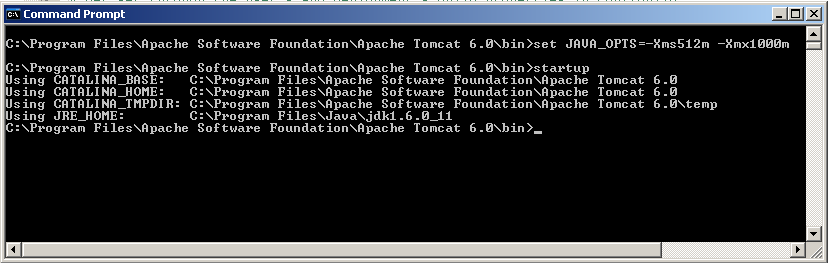 Command Prompt
C:\Program Files\Apache Software Foundation\Apache Tomcat 6.0\bin>set JAVA_OPTS=-Xms512m -Xmx1000m
C:\Program Files\Apache Software Foundation\Apache Tomcat 6.0\bin>startup
Using CATALINA_BASE:   C:\Program Files\Apache Software Foundation\Apache Tomcat 6.0
Using CATALINA_HOME:   C:\Program Files\Apache Software Foundation\Apache Tomcat 6.0
Using CATALINA_TMPDIR: C:\Program Files\Apache Software Foundation\Apache Tomcat 6.0\temp
Using JRE_HOME:        C:\Program Files\Java\jdk1.6.0_11
C:\Program Files\Apache Software Foundation\Apache Tomcat 6.0\bin>_